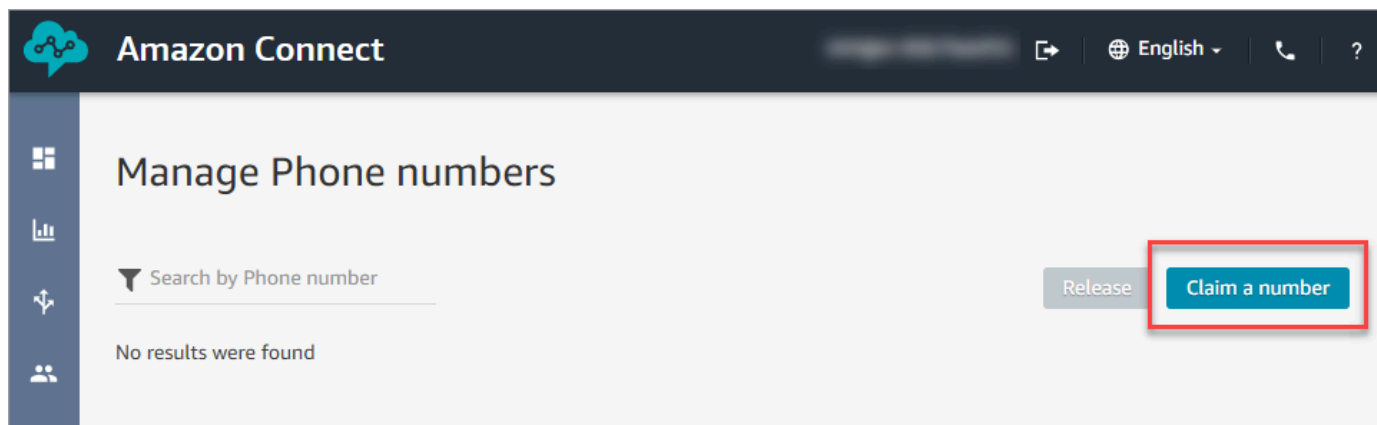 Amazon Connect
English
?
Manage Phone numbers
Search by Phone number
Release
Claim a number
No results were found